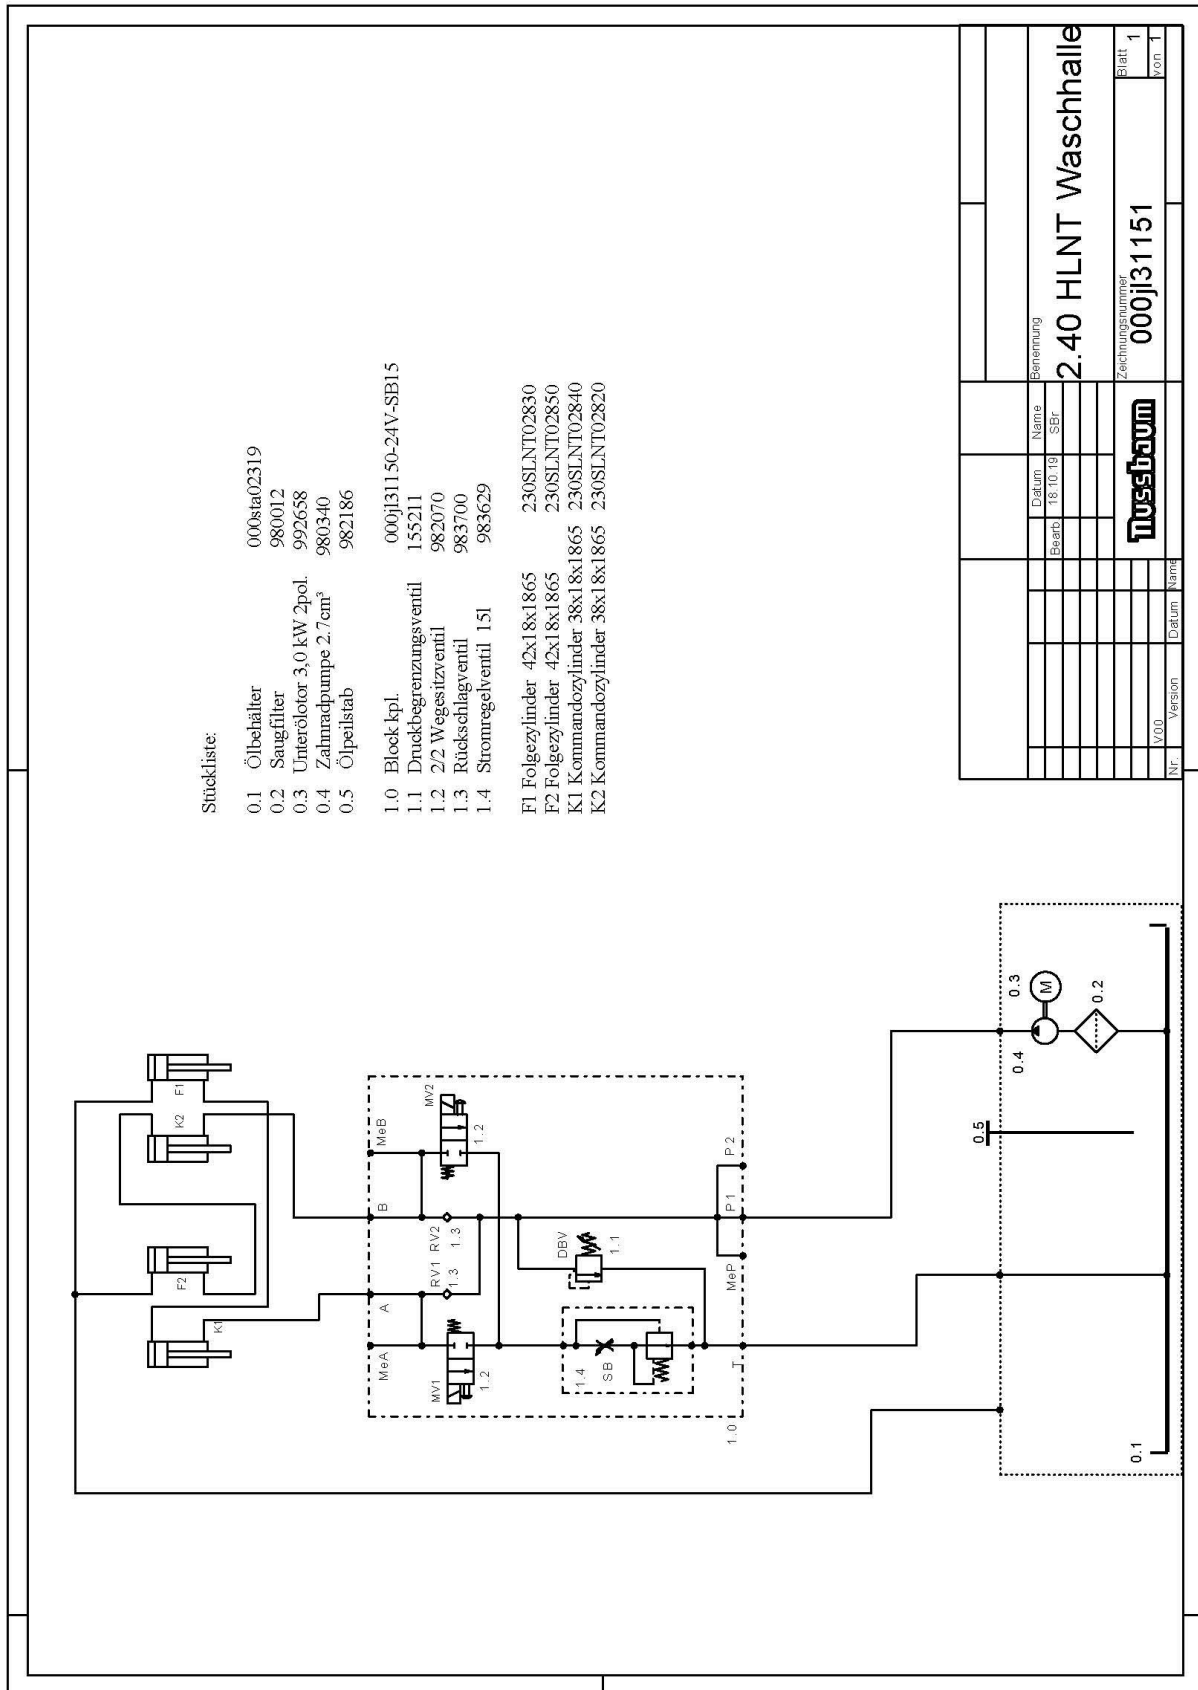 Stückliste:
0.1 Ölbehälter 000sta02319
0.2 Saugfilter 980012
0.3 Unterölotor 3,0 kW 2pol. 992658
0.4 Zahnradpumpe 2.7cm³ 980340
0.5 Ölpeilstab 982186
1.0 Block kpl. 000jl31150-24V-SB15
1.1 Druckbegrenzungsventil 155211
1.2 2/2 Wegesitzventil 982070
1.3 Rückschlagventil 983700
1.4 Stromregelventil 15l 983629
F1 Folgezylinder 42x18x1865 230SLNT02830
F2 Folgezylinder 42x18x1865 230SLNT02850
K1 Kommandozylinder 38x18x1865 230SLNT02840
K2 Kommandozylinder 38x18x1865 230SLNT02820
K1
F2
K2
F1
MeA
A
B
MeB
MV1
1.2
RV1
1.3
RV2
1.3
MV2
1.2
1.4
SB
DBV
1.1
1.0
T
MeP
P1
P2
0.1
0.5
0.4
0.3
M
0.2
Benennung
2.40 HLNT Waschhalle
Datum Name
Bearb. 18.10.19 SBr
Nussbaum
Zeichnungsnummer
000jl31151
Blatt 1
von 1
V00
Nr. Version Datum Name